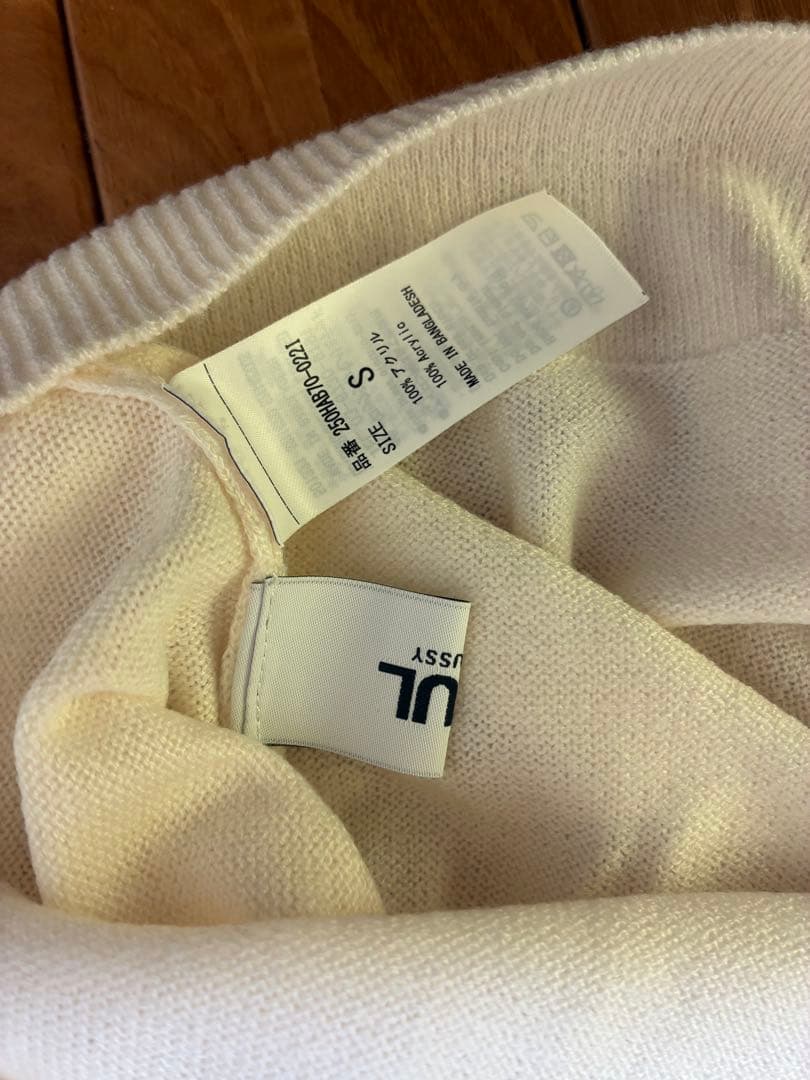 品番 250HAB70-0221
SIZE
S
100% アクリル
100% Acrylic
MADE IN BANGLADESH
UL
USSY